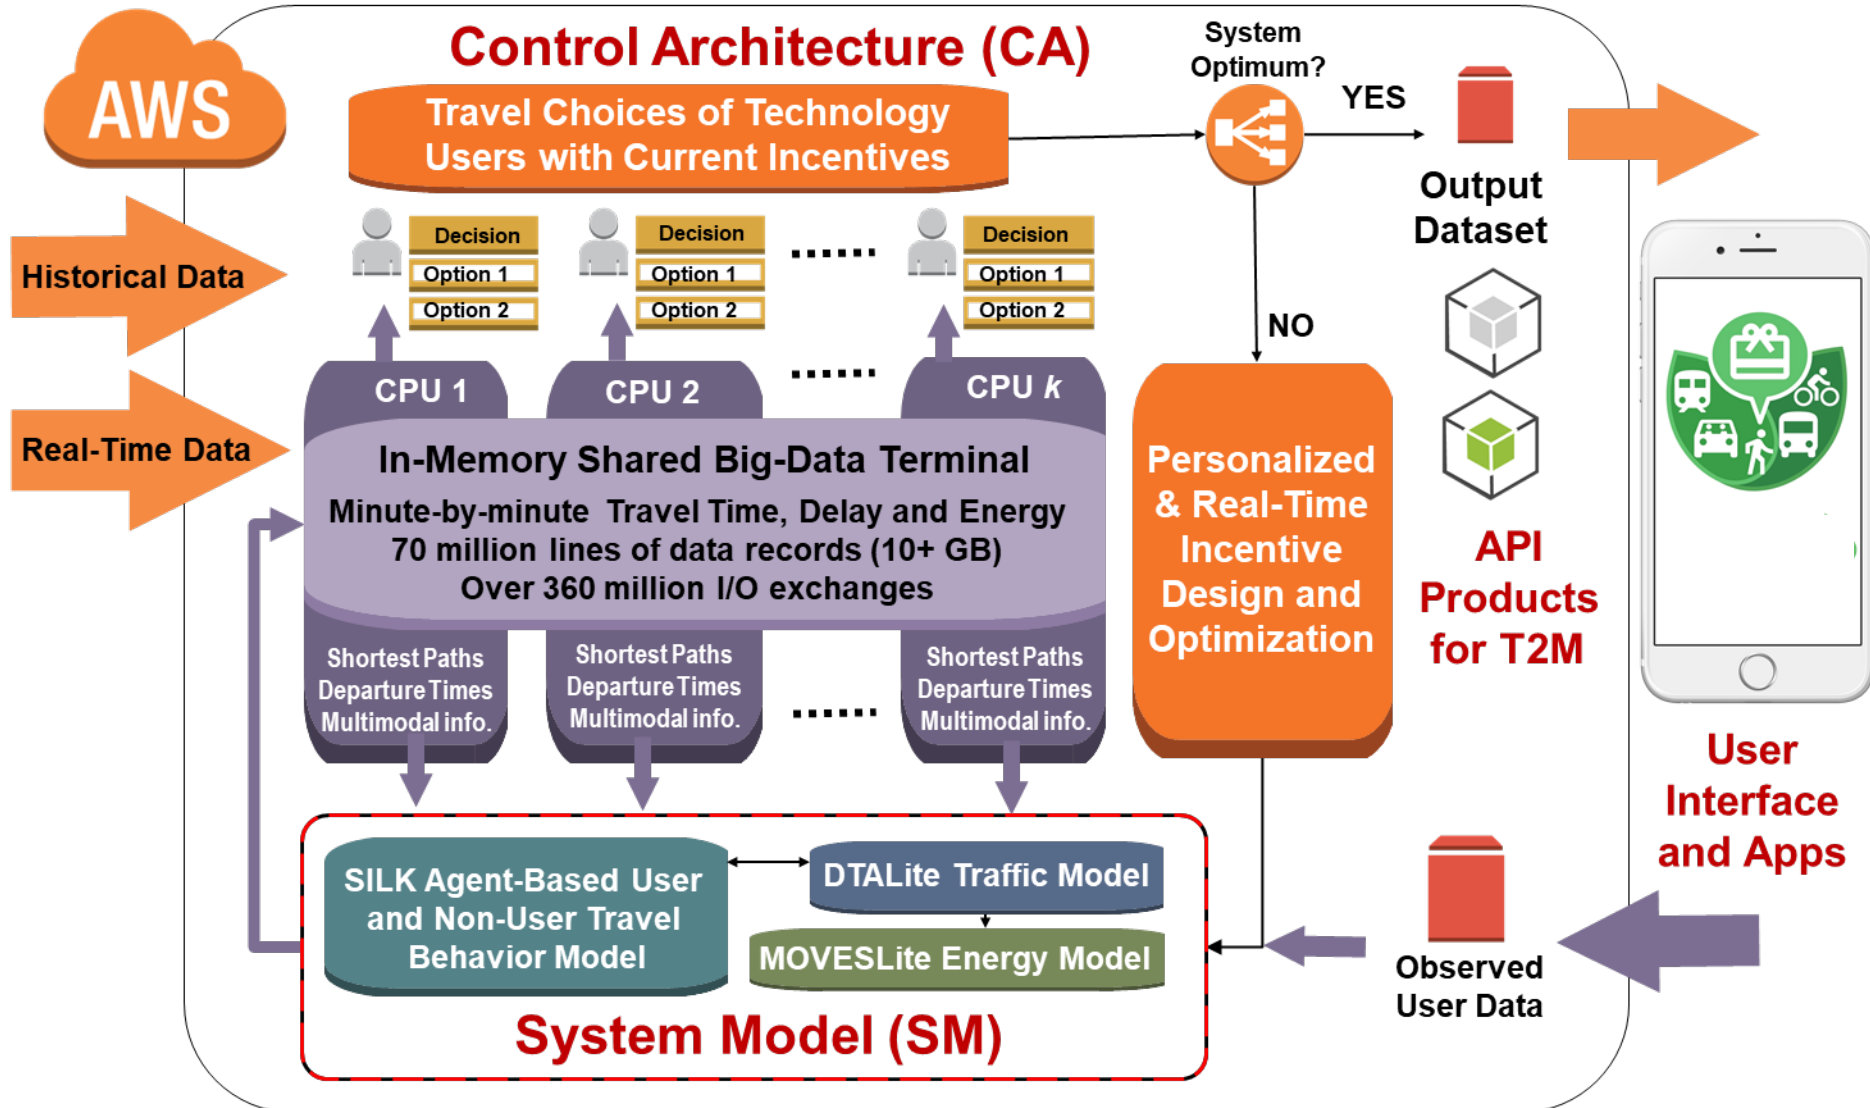 AWS
Control Architecture (CA)
System
Optimum?
YES
Travel Choices of Technology
Users with Current Incentives
Output
Dataset
Historical Data
Decision
Option 1
Option 2
Decision
Option 1
Option 2
Decision
Option 1
Option 2
NO
Real-Time Data
CPU 1
CPU 2
CPU k
In-Memory Shared Big-Data Terminal
Minute-by-minute Travel Time, Delay and Energy
70 million lines of data records (10+ GB)
Over 360 million I/O exchanges
Shortest Paths
Departure Times
Multimodal info.
Shortest Paths
Departure Times
Multimodal info.
Shortest Paths
Departure Times
Multimodal info.
Personalized
& Real-Time
Incentive
Design and
Optimization
API
Products
for T2M
User
Interface
and Apps
SILK Agent-Based User
and Non-User Travel
Behavior Model
DTALite Traffic Model
MOVESLite Energy Model
System Model (SM)
Observed
User Data